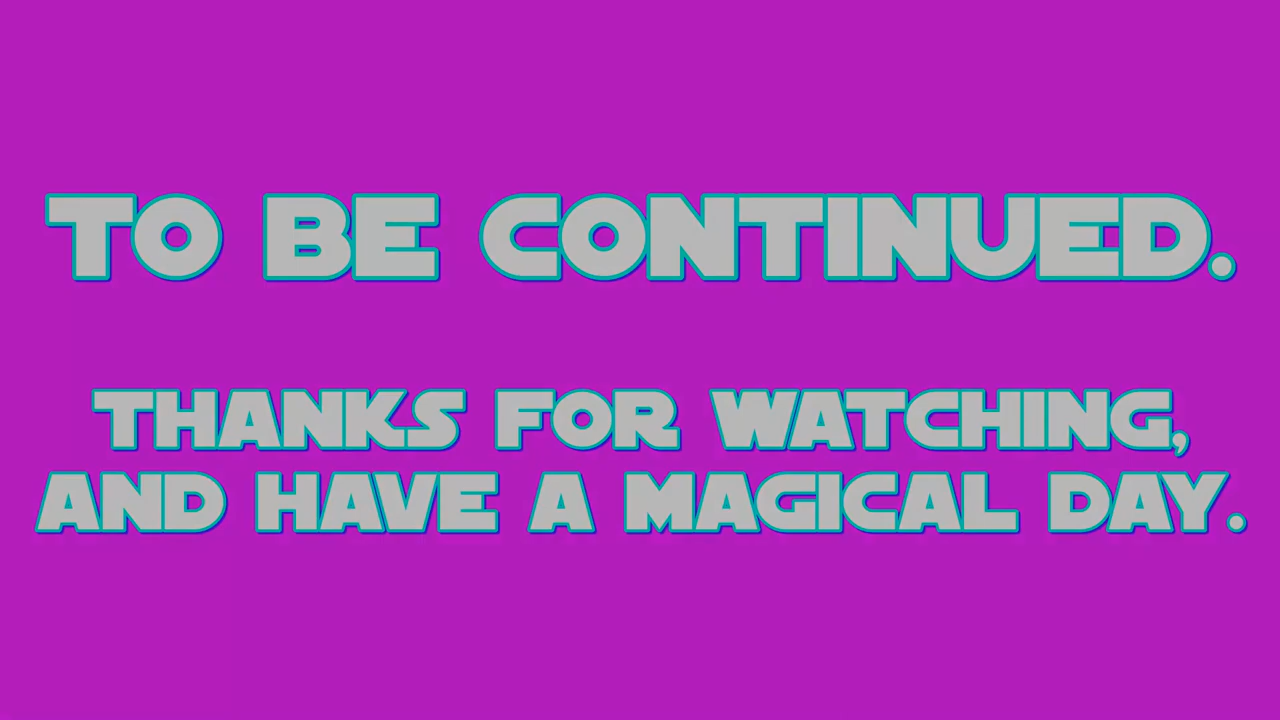 TO BE CONTINUED.
THANKS FOR WATCHING,
AND HAVE A MAGICAL DAY.